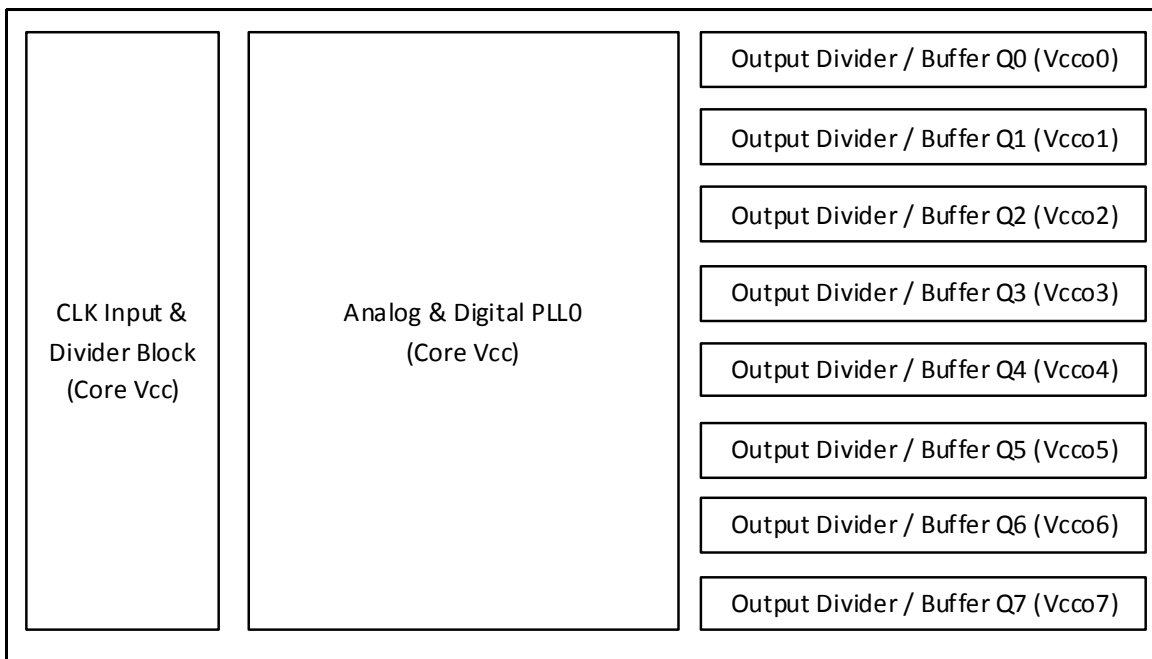 CLK Input &
Divider Block
(Core Vcc)
Analog & Digital PLL0
(Core Vcc)
Output Divider / Buffer Q0 (Vcco0)
Output Divider / Buffer Q1 (Vcco1)
Output Divider / Buffer Q2 (Vcco2)
Output Divider / Buffer Q3 (Vcco3)
Output Divider / Buffer Q4 (Vcco4)
Output Divider / Buffer Q5 (Vcco5)
Output Divider / Buffer Q6 (Vcco6)
Output Divider / Buffer Q7 (Vcco7)